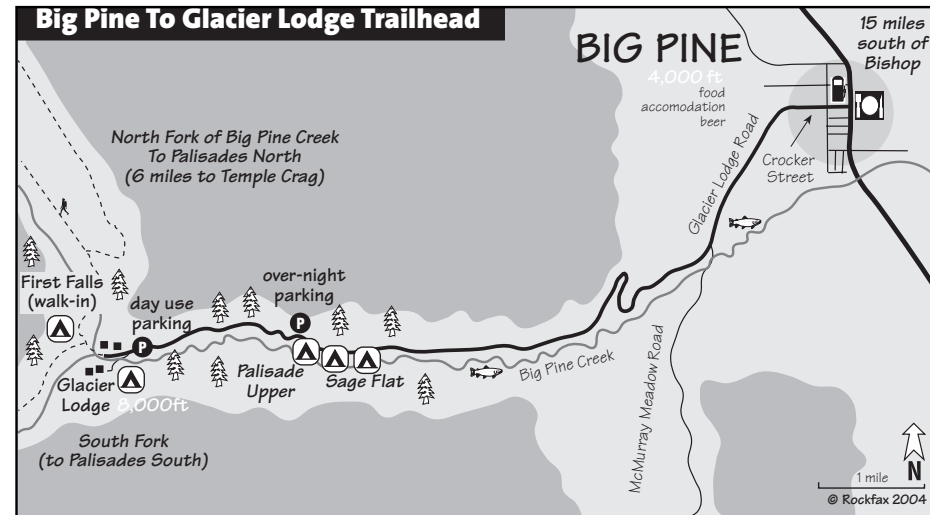 Big Pine To Glacier Lodge Trailhead
BIG PINE
4,000 ft
food
accomodation
beer
15 miles
south of
Bishop
North Fork of Big Pine Creek
To Palisades North
(6 miles to Temple Crag)
Glacier Lodge Road
Crocker
Street
First Falls
(walk-in)
day use
parking
P
over-night
parking
P
Glacier
Lodge
8,000ft
Palisade
Upper
Sage Flat
Big Pine Creek
McMurray Meadow Road
South Fork
(to Palisades South)
N
1 mile
© Rockfax 2004